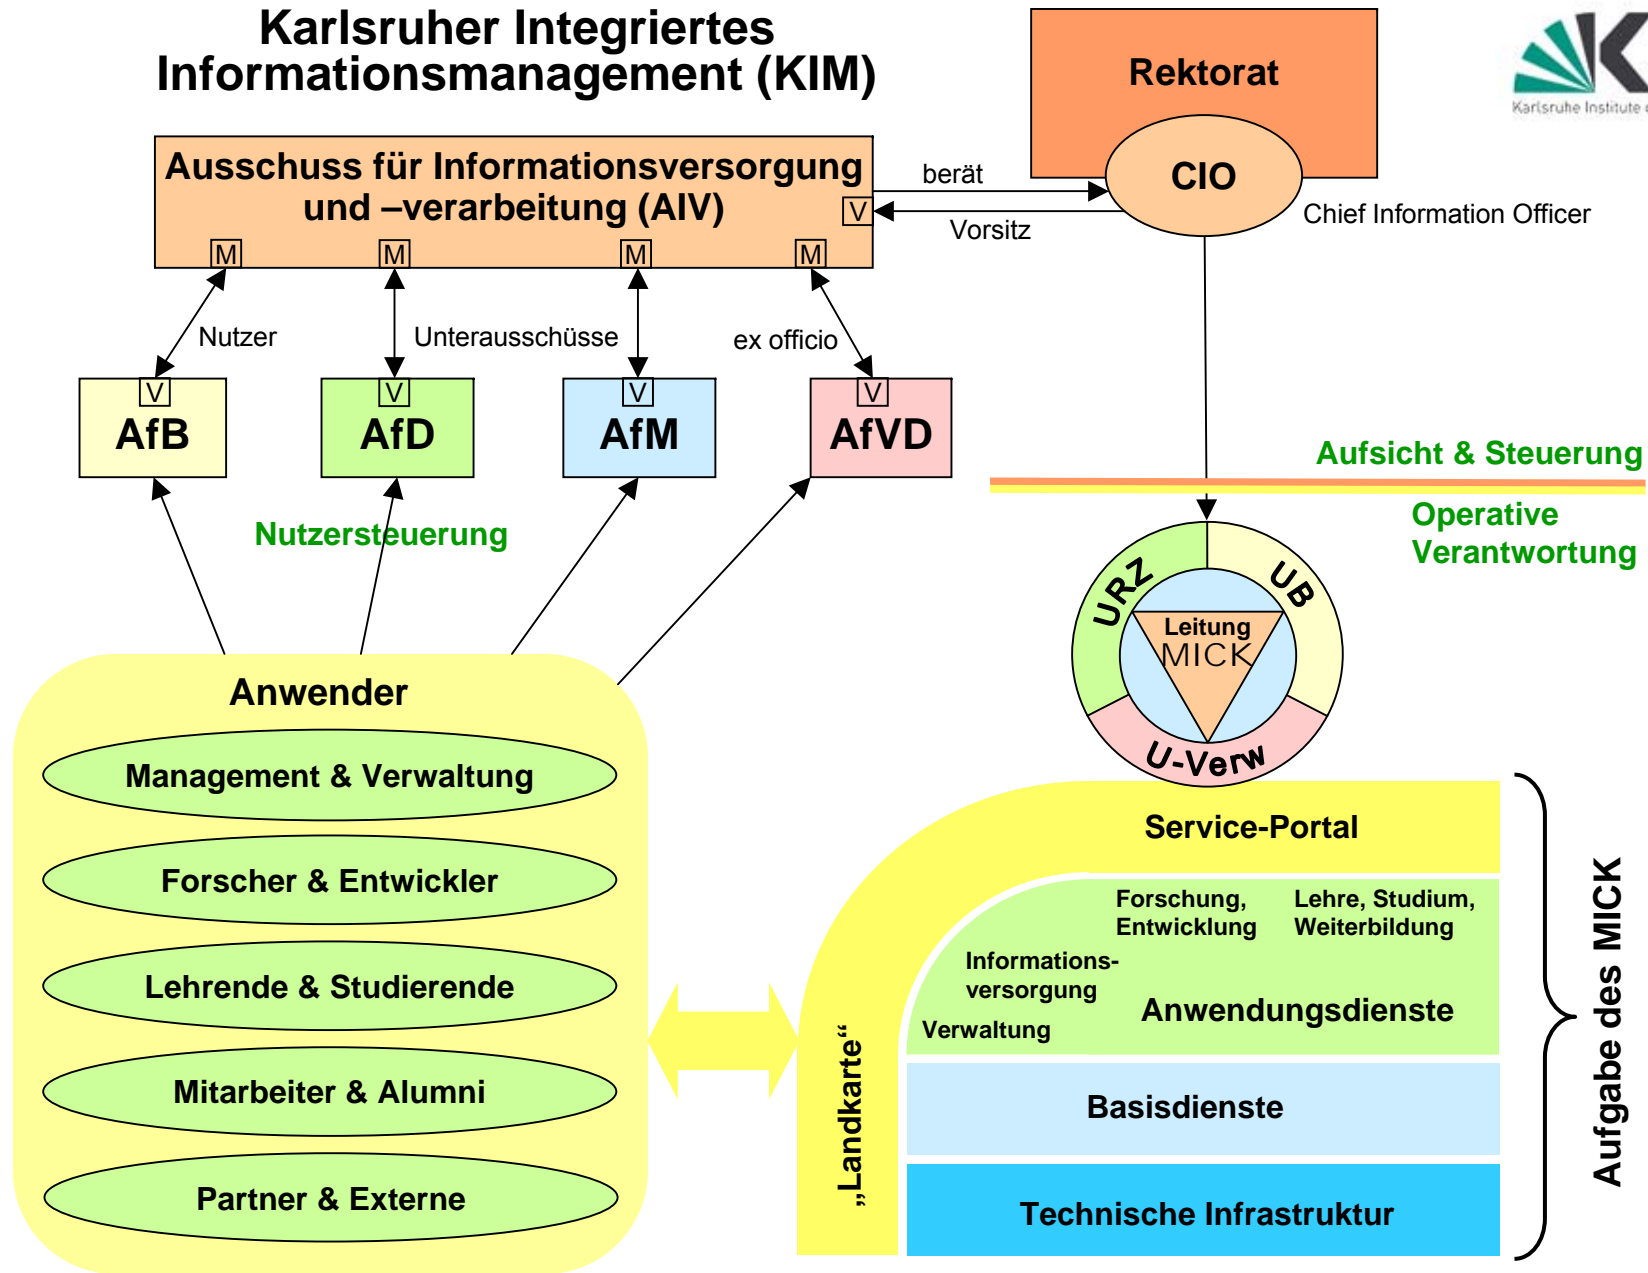 Karlsruher Integriertes
Informationsmanagement (KIM)
Rektorat
CIO
Chief Information Officer
Karlsruhe Institute
Ausschuss für Informationsversorgung
und –verarbeitung (AIV)
V
M
M
M
M
berät
Vorsitz
Nutzer
Unterausschüsse
ex officio
V
V
V
V
AfB
AfD
AfM
AfVD
Nutzersteuerung
Aufsicht & Steuerung
Operative
Verantwortung
URZ
UB
U-Verw
Leitung
MICK
Anwender
Management & Verwaltung
Forscher & Entwickler
Lehrende & Studierende
Mitarbeiter & Alumni
Partner & Externe
Service-Portal
„Landkarte“
Forschung,
Entwicklung
Lehre, Studium,
Weiterbildung
Informations-
versorgung
Verwaltung
Anwendungsdienste
Basisdienste
Technische Infrastruktur
Aufgabe des MICK